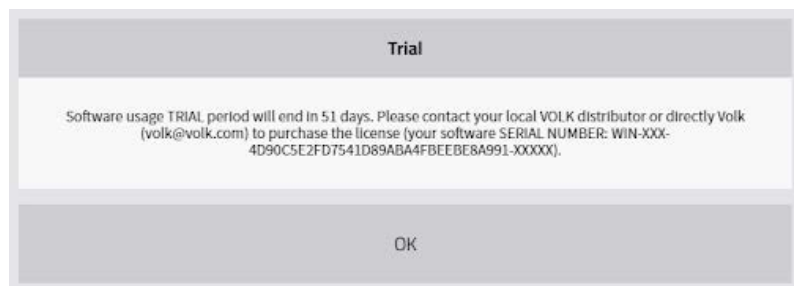 Trial
Software usage TRIAL period will end in 51 days. Please contact your local VOLK distributor or directly Volk
(volk@volk.com) to purchase the license (your software SERIAL NUMBER: WIN-XXX-
4D90C5E2FD7541D89ABA4FBEEBE8A991-XXXXX).
OK